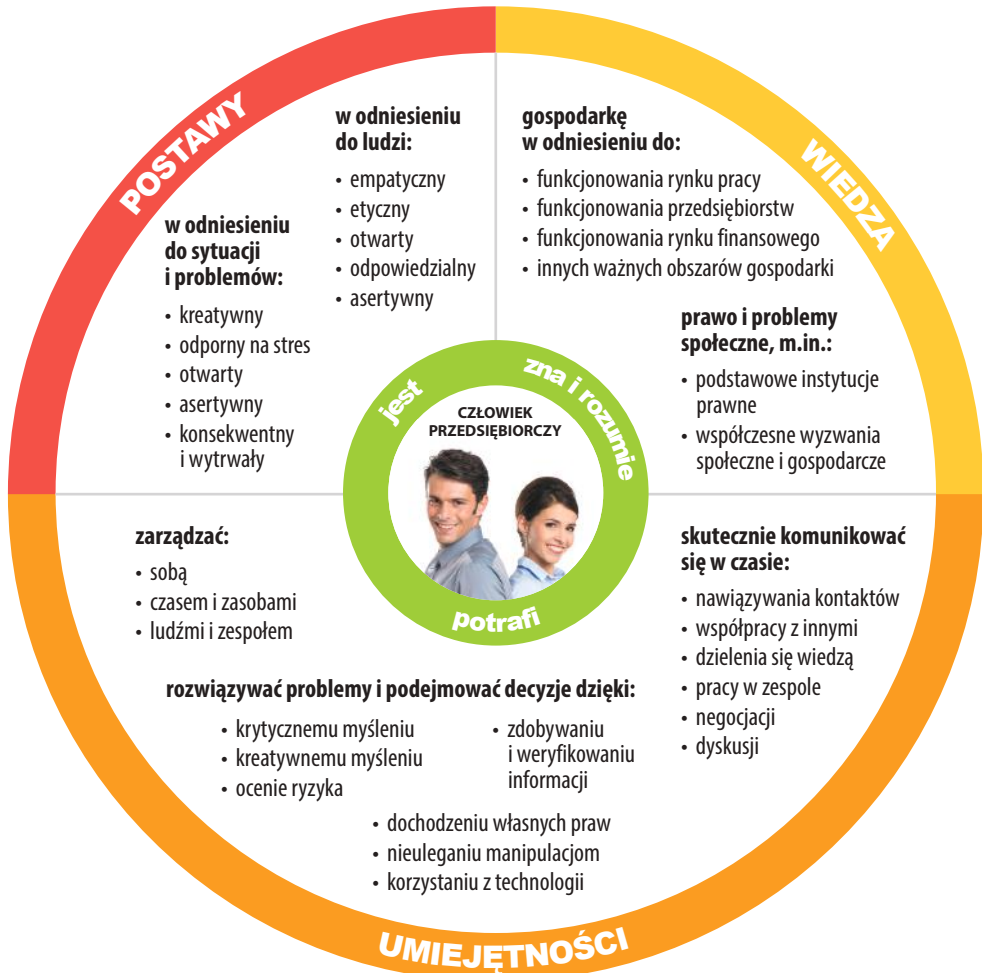 POSTAWY
w odniesieniu
do ludzi:
• empatyczny
• etyczny
• otwarty
• odpowiedzialny
• asertywny
w odniesieniu
do sytuacji
i problemów:
• kreatywny
• odporny na stres
• otwarty
• asertywny
• konsekwentny
i wytrwały
WIEDZA
gospodarkę
w odniesieniu do:
• funkcjonowania rynku pracy
• funkcjonowania przedsiębiorstw
• funkcjonowania rynku finansowego
• innych ważnych obszarów gospodarki
prawo i problemy
społeczne, m.in.:
• podstawowe instytucje
prawne
• współczesne wyzwania
społeczne i gospodarcze
jest
zna i rozumie
CZŁOWIEK
PRZEDSIĘBIORCZY
potrafi
zarządzać:
• sobą
• czasem i zasobami
• ludźmi i zespołem
skutecznie komunikować
się w czasie:
• nawiązywania kontaktów
• współpracy z innymi
• dzielenia się wiedzą
• pracy w zespole
• negocjacji
• dyskusji
rozwiązywać problemy i podejmować decyzje dzięki:
• krytycznemu myśleniu
• kreatywnemu myśleniu
• ocenie ryzyka
• zdobywaniu
i weryfikowaniu
informacji
• dochodzeniu własnych praw
• nieuleganiu manipulacjom
• korzystaniu z technologii
UMIEJĘTNOŚCI